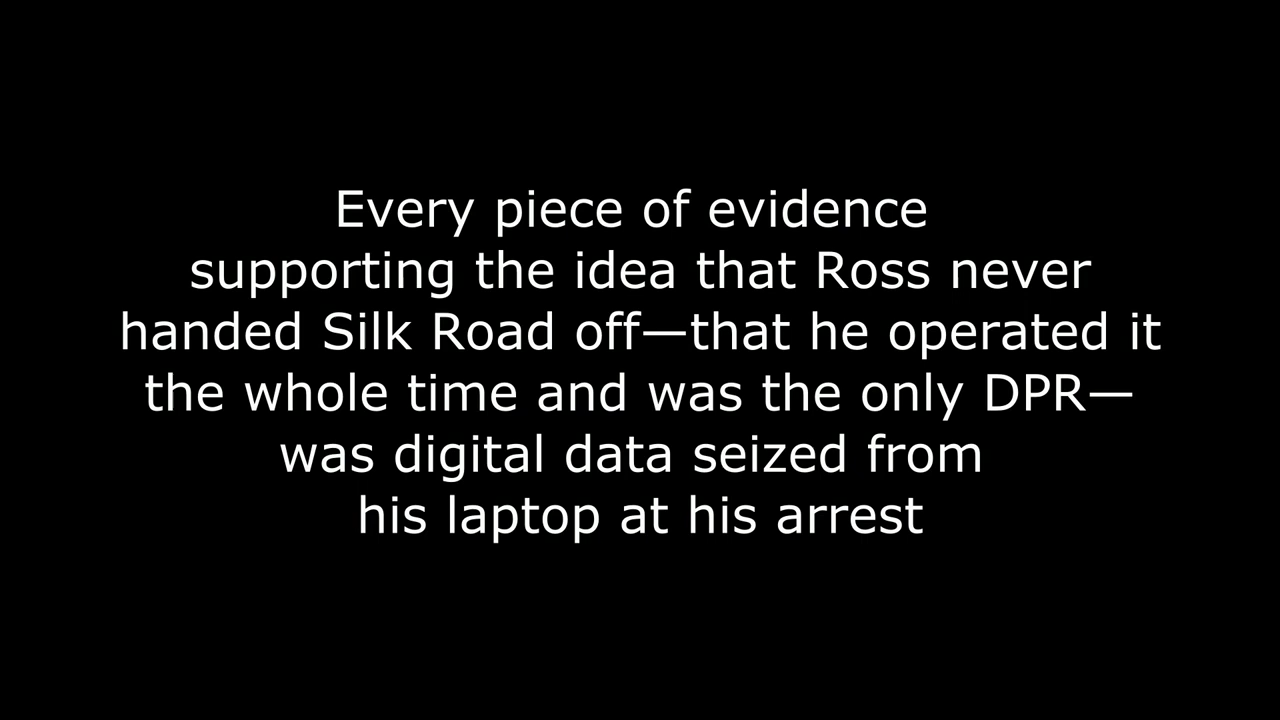 Every piece of evidence
supporting the idea that Ross never
handed Silk Road off—that he operated it
the whole time and was the only DPR—
was digital data seized from
his laptop at his arrest